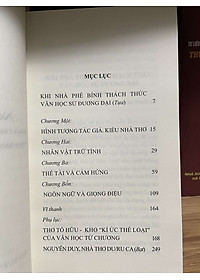 MỤC LỤC
KHI NHÀ PHÊ BÌNH THÁCH THỨC
VĂN HỌC SỬ ĐƯƠNG ĐẠI (Tựa) 7
Chương Một:
HÌNH TƯỢNG TÁC GIẢ. KIỂU NHÀ THƠ 15
Chương Hai:
NHÂN VẬT TRỮ TÌNH 29
Chương Ba:
THỂ TÀI VÀ CẢM HỨNG 59
Chương Bốn:
NGÔN NGỮ VÀ GIỌNG ĐIỆU 109
Vĩ thanh 164
Phụ lục:
THƠ TỐ HỮU - KHO "KÍ ỨC THỂ LOẠI"
CỦA VĂN HỌC TỪ CHƯƠNG 168
NGUYỄN DUY, NHÀ THƠ DU/RU CA (Bạt) 249